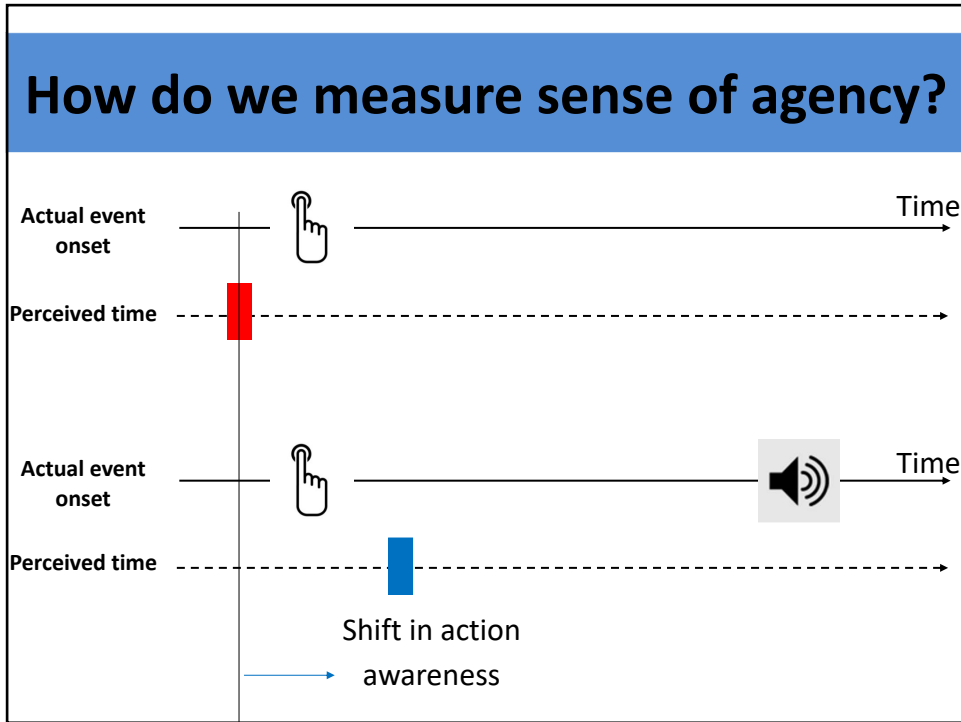 How do we measure sense of agency?
Time
Actual event
onset
Perceived time
Time
Actual event
onset
Perceived time
Shift in action
awareness